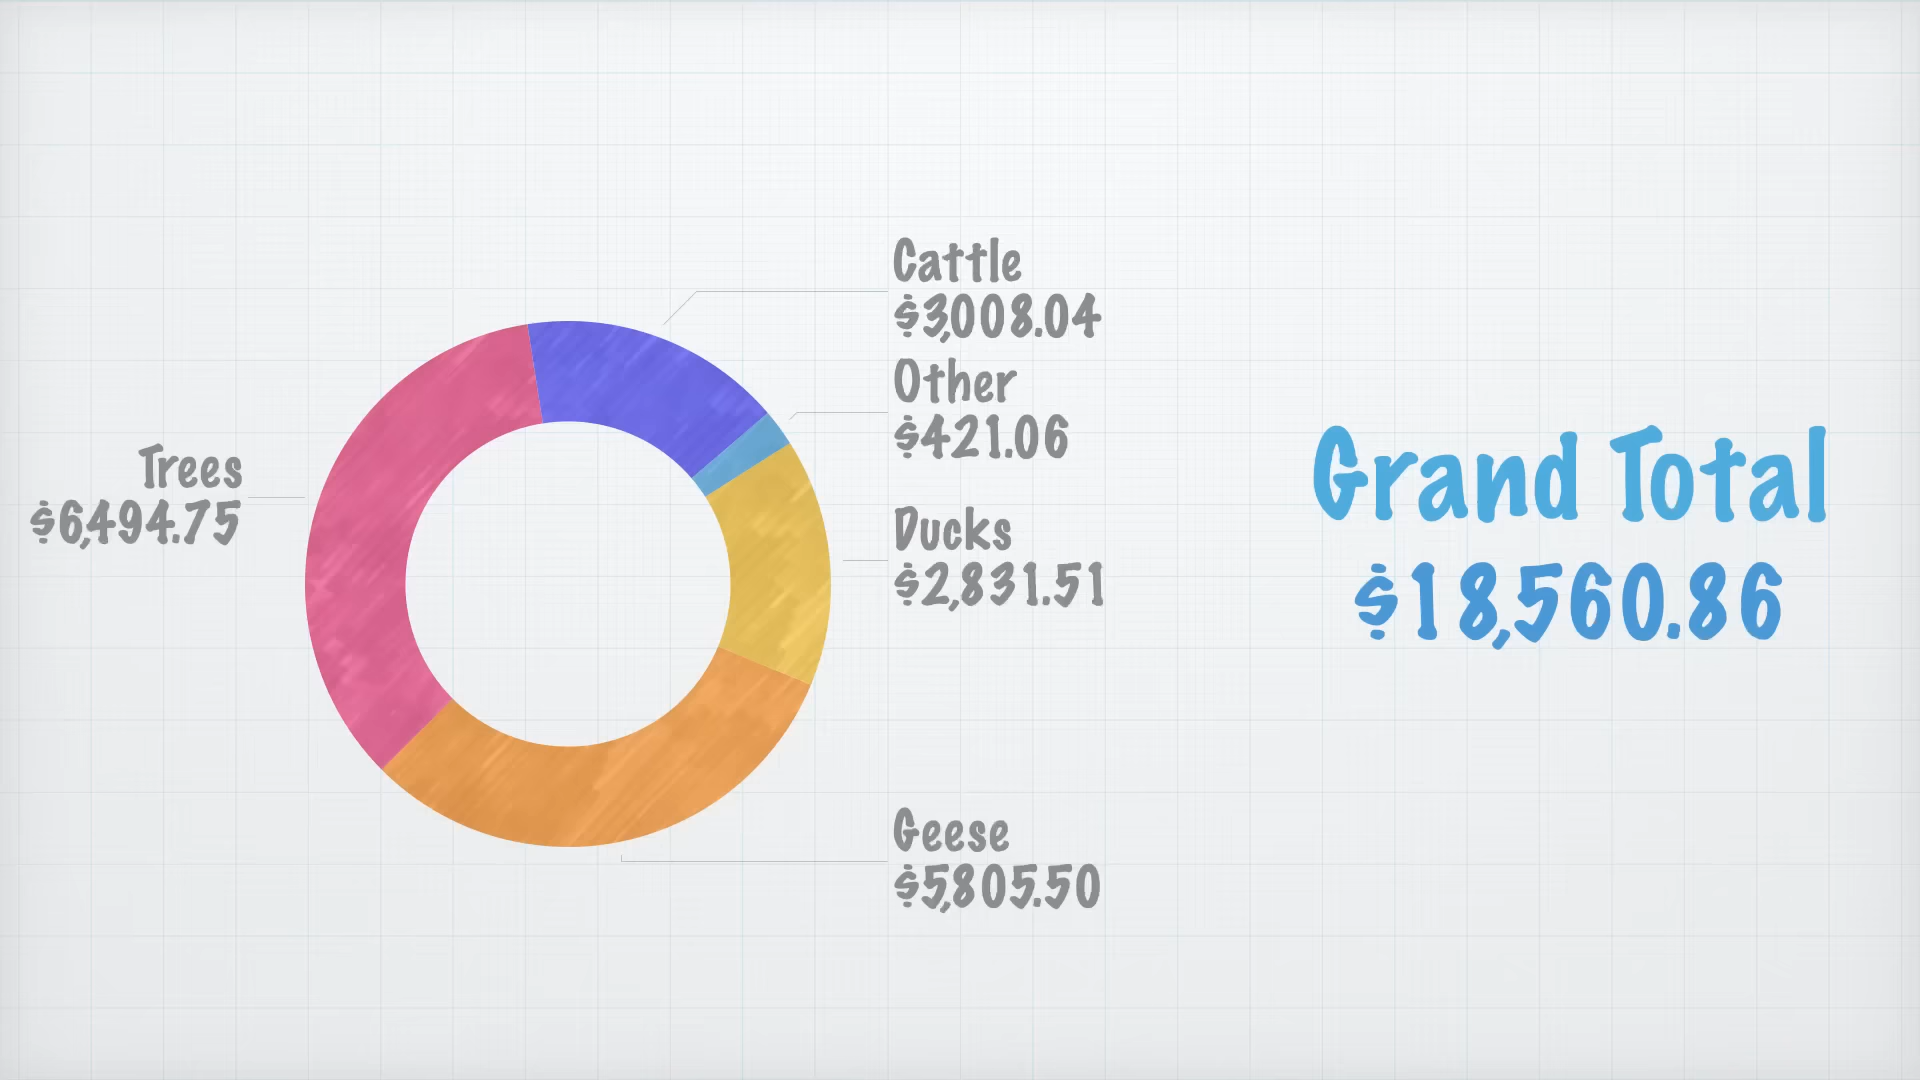 Cattle
$3,008.04
Other
$421.06
Trees
$6,494.75
Ducks
$2,831.51
Geese
$5,805.50
Grand Total
$18,560.86